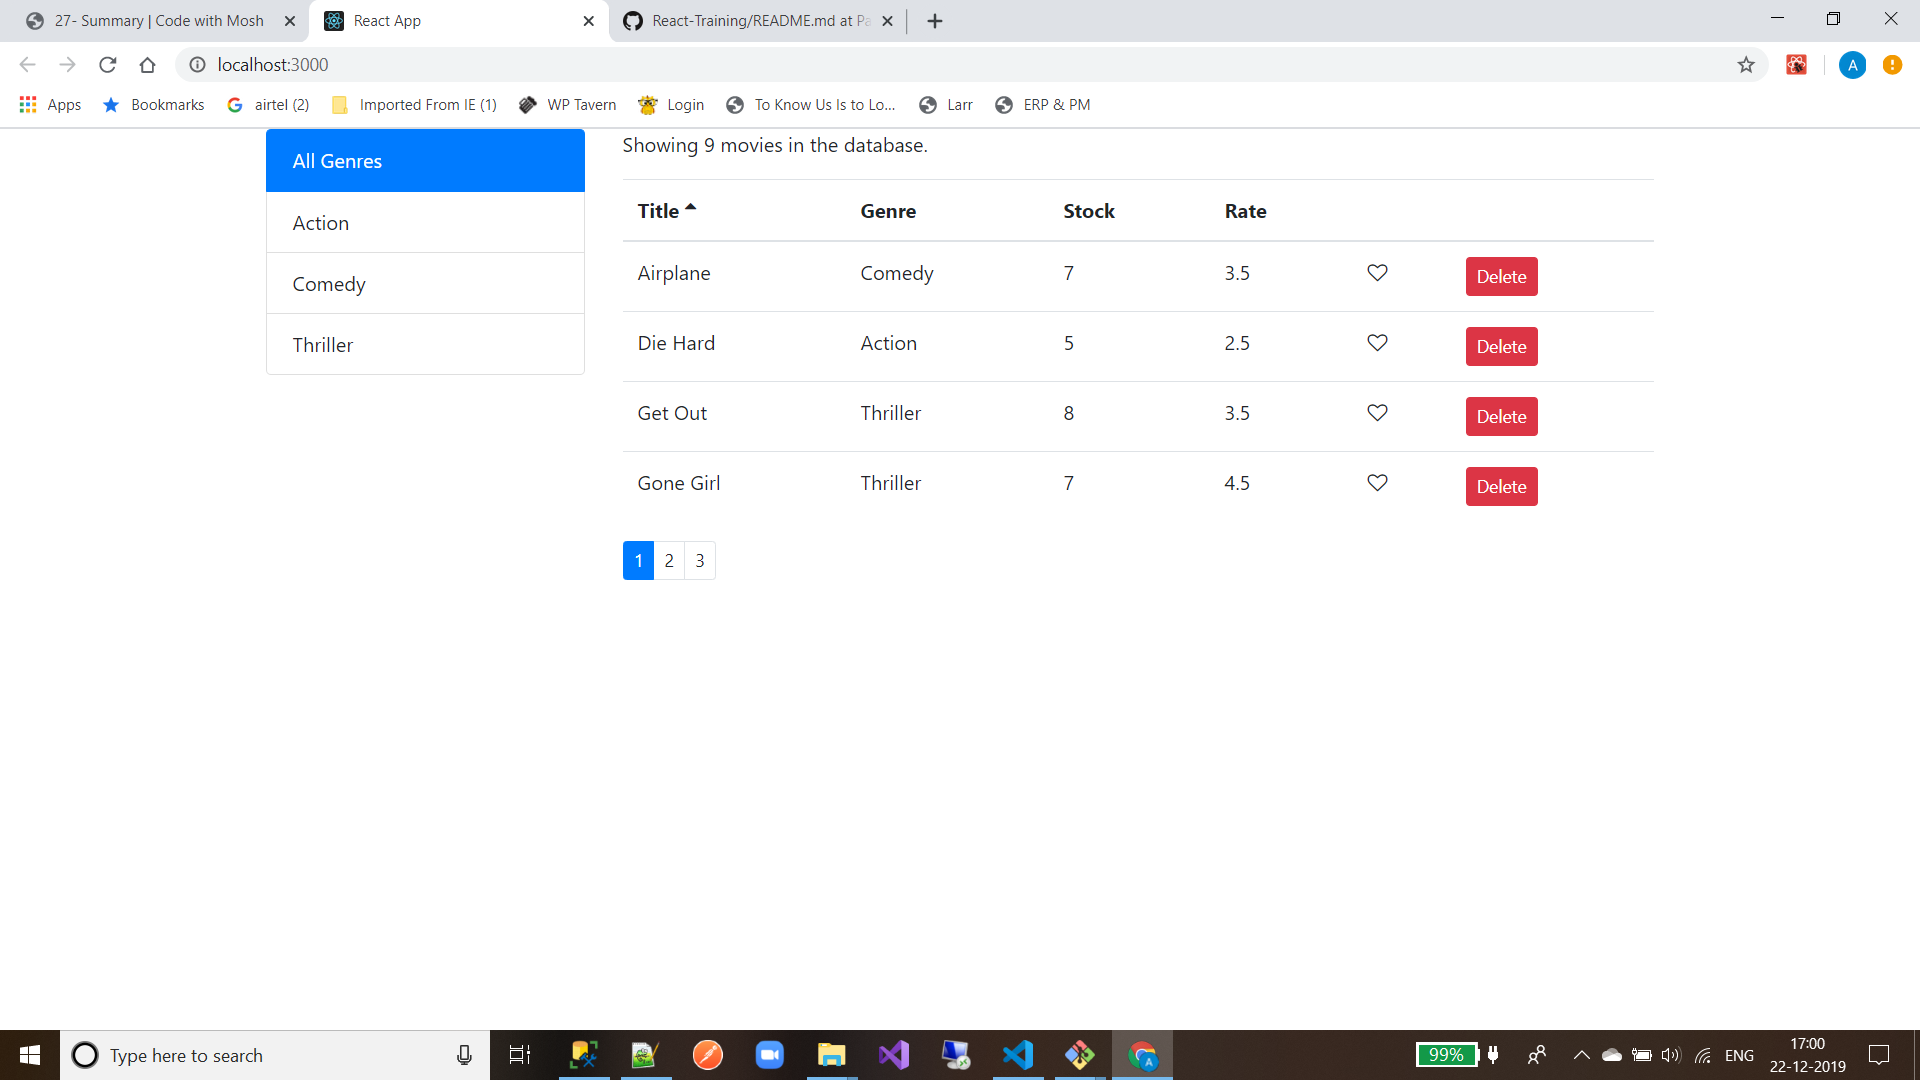 27- Summary | Code with Mosh
React App
React-Training/README.md at Pa
localhost:3000
A
Apps
Bookmarks
airtel (2)
Imported From IE (1)
WP Tavern
Login
To Know Us Is to Lo...
Larr
ERP & PM
All Genres
Action
Comedy
Thriller
Showing 9 movies in the database.
Title Genre Stock Rate
Airplane Comedy 7 3.5 Delete
Die Hard Action 5 2.5 Delete
Get Out Thriller 8 3.5 Delete
Gone Girl Thriller 7 4.5 Delete
1 2 3
Type here to search
A
99%
ENG
17:00
22-12-2019